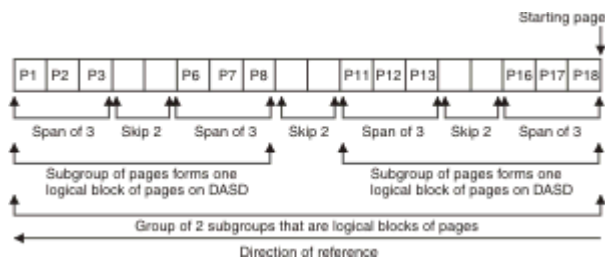 Starting page
P1 P2 P3 P6 P7 P8 P11 P12 P13 P16 P17 P18
Span of 3 Skip 2 Span of 3 Skip 2 Span of 3 Skip 2 Span of 3
Subgroup of pages forms one
logical block of pages on DASD
Subgroup of pages forms one
logical block of pages on DASD
Group of 2 subgroups that are logical blocks of pages
Direction of reference